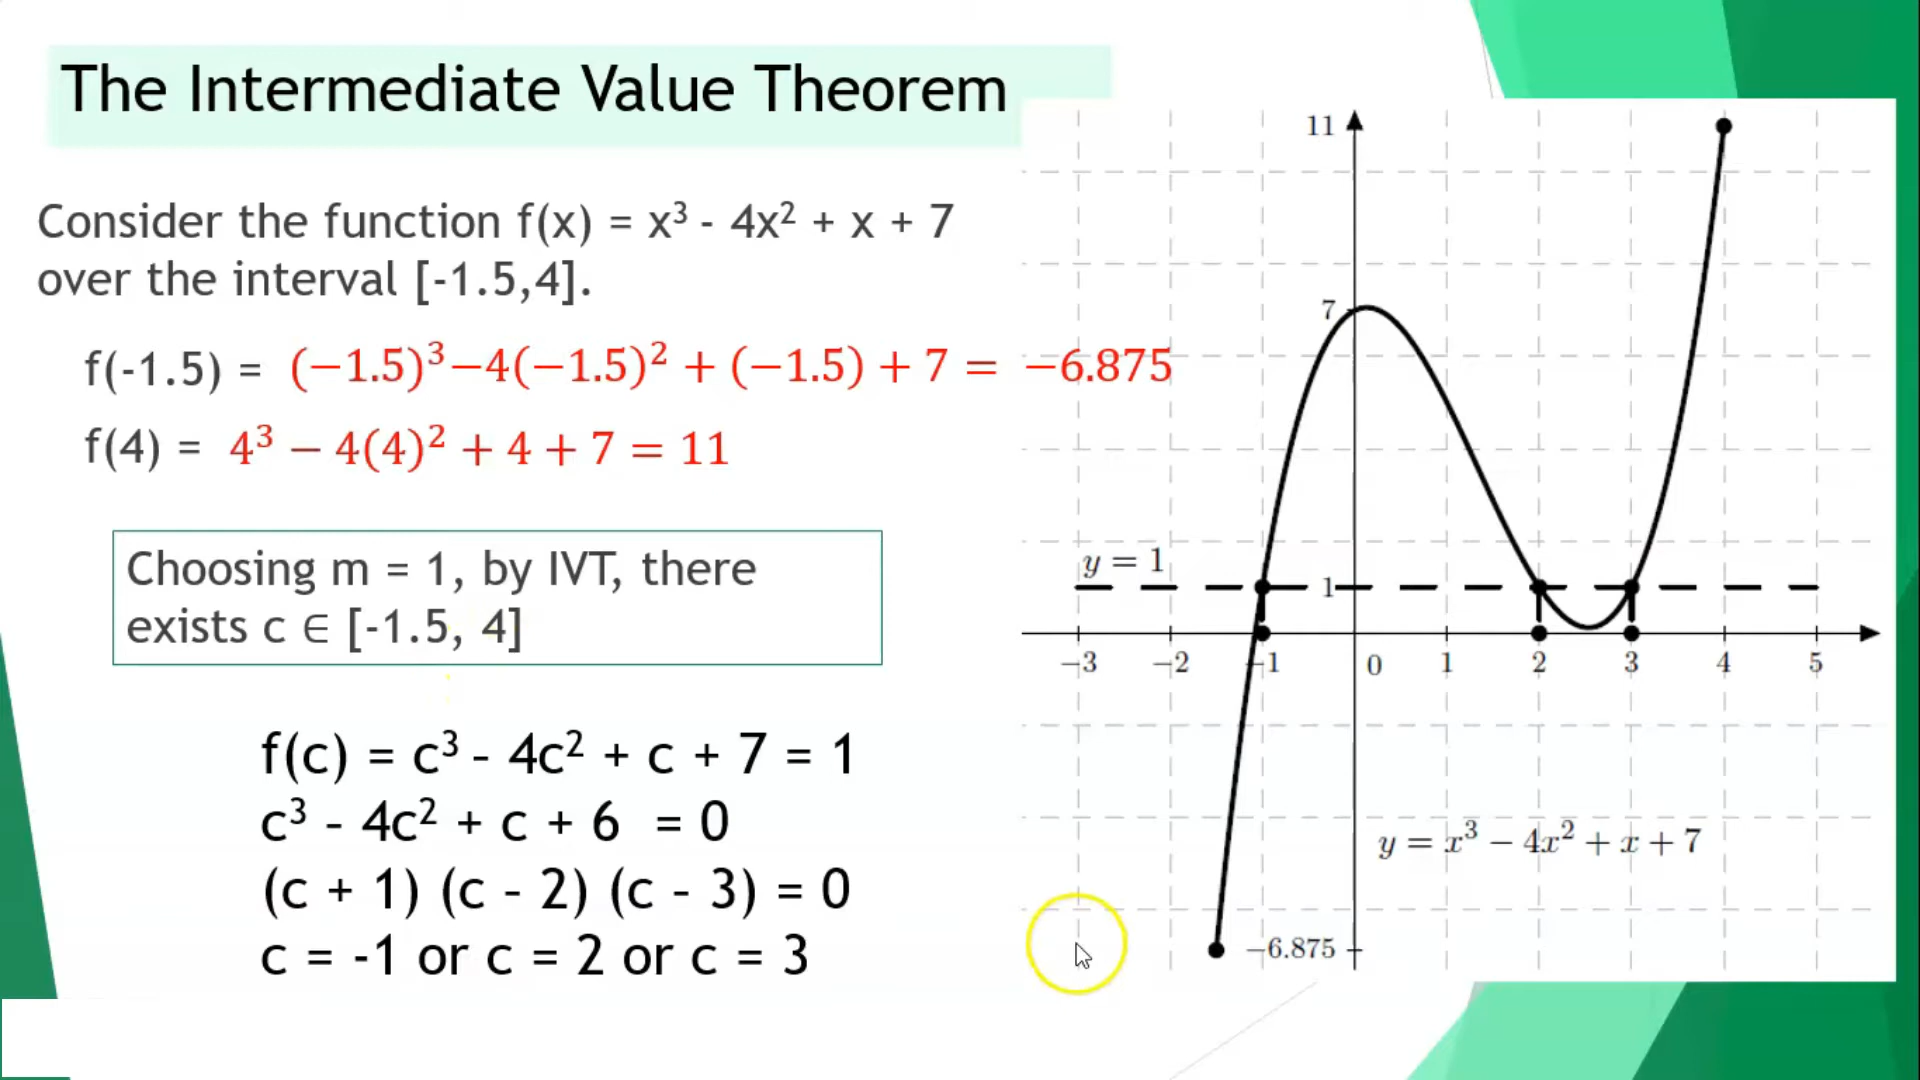 The Intermediate Value Theorem
Consider the function f(x) = x³ - 4x² + x + 7
over the interval [-1.5,4].
f(-1.5) = (−1.5)³−4(−1.5)² + (−1.5) + 7 = −6.875
f(4) = 4³ − 4(4)² + 4 + 7 = 11
Choosing m = 1, by IVT, there
exists c ∈ [-1.5, 4]
f(c) = c³ - 4c² + c + 7 = 1
c³ - 4c² + c + 6 = 0
(c + 1) (c - 2) (c - 3) = 0
c = -1 or c = 2 or c = 3
11
7
y = 1
1
−3 −2 −1 0 1 2 3 4 5
y = x³ − 4x² + x + 7
−6.875